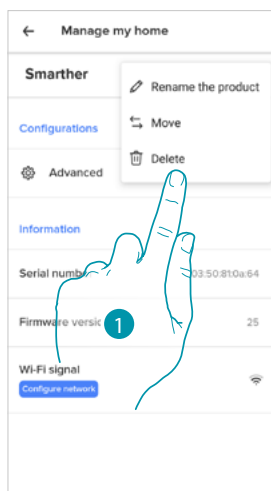 ← Manage my home
Smarther
Rename the product
Move
Delete
Configurations
Advanced
Information
Serial numb 03:50:81:0a:64
Firmware versic 25
1
Wi-Fi signal
Configure network